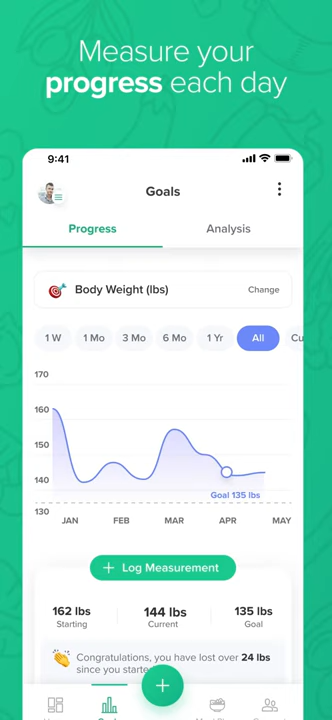 Measure your
progress each day
9:41
Goals
Progress Analysis
Body Weight (lbs) Change
1 W 1 Mo 3 Mo 6 Mo 1 Yr All Cu
170
160
150
140
130
Goal 135 lbs
JAN FEB MAR APR MAY
+ Log Measurement
162 lbs 144 lbs 135 lbs
Starting Current Goal
Congratulations, you have lost over 24 lbs
since you starte